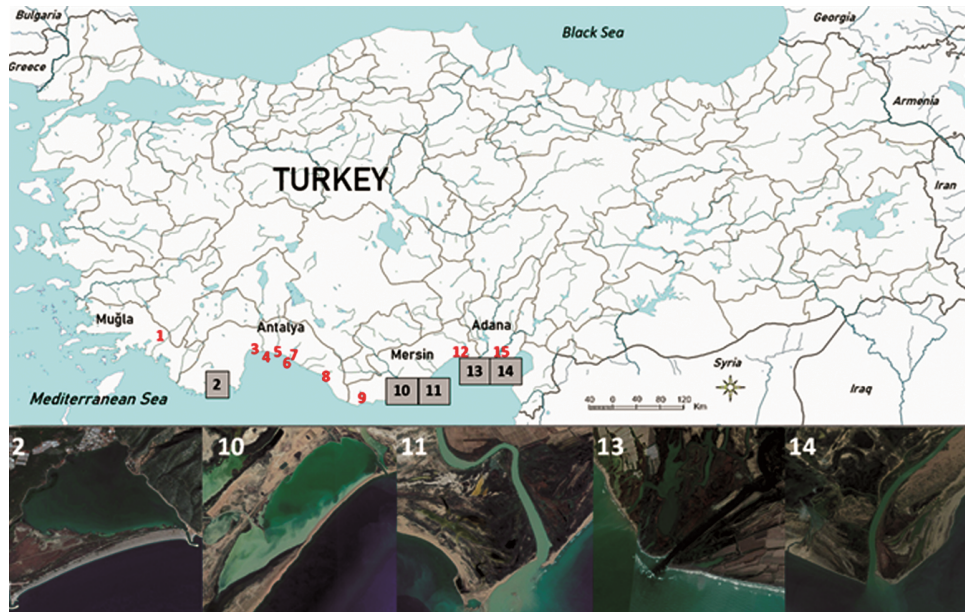 Bulgaria
Georgia
Black Sea
Greece
Armenia
TURKEY
Iran
Muğla
1
Antalya
Adana
3
4
5
6
7
Mersin
12
15
13
14
Syria
2
8
10
11
9
Iraq
Mediterranean Sea
40 0 40 80 120 Km
2
10
11
13
14